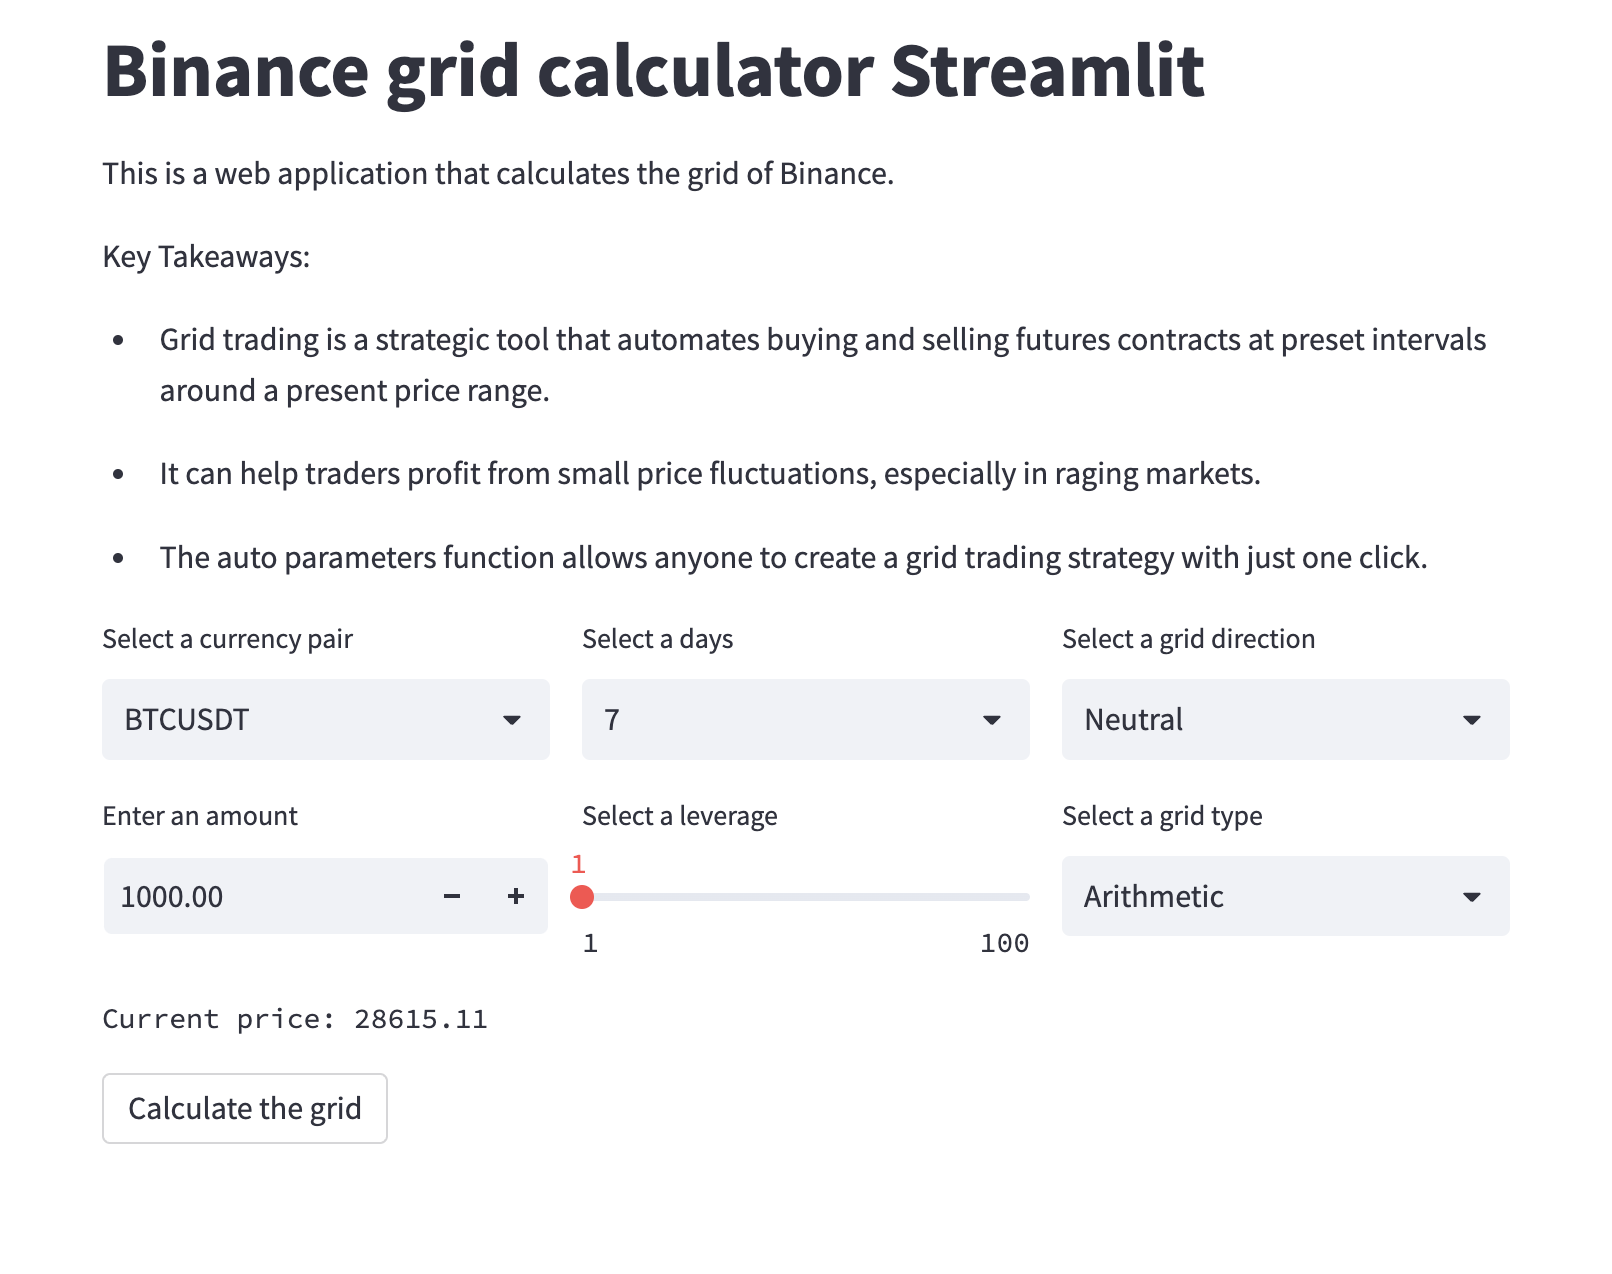 Binance grid calculator Streamlit
This is a web application that calculates the grid of Binance.
Key Takeaways:
• Grid trading is a strategic tool that automates buying and selling futures contracts at preset intervals
around a present price range.
• It can help traders profit from small price fluctuations, especially in raging markets.
• The auto parameters function allows anyone to create a grid trading strategy with just one click.
Select a currency pair
BTCUSDT
Select a days
7
Select a grid direction
Neutral
Enter an amount
1000.00 − +
Select a leverage
1
1 100
Select a grid type
Arithmetic
Current price: 28615.11
Calculate the grid